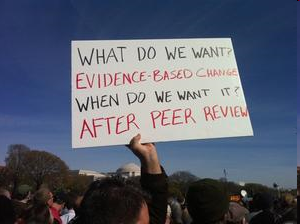 WHAT DO WE WANT?
EVIDENCE-BASED CHANGE
WHEN DO WE WANT IT?
AFTER PEER REVIEW